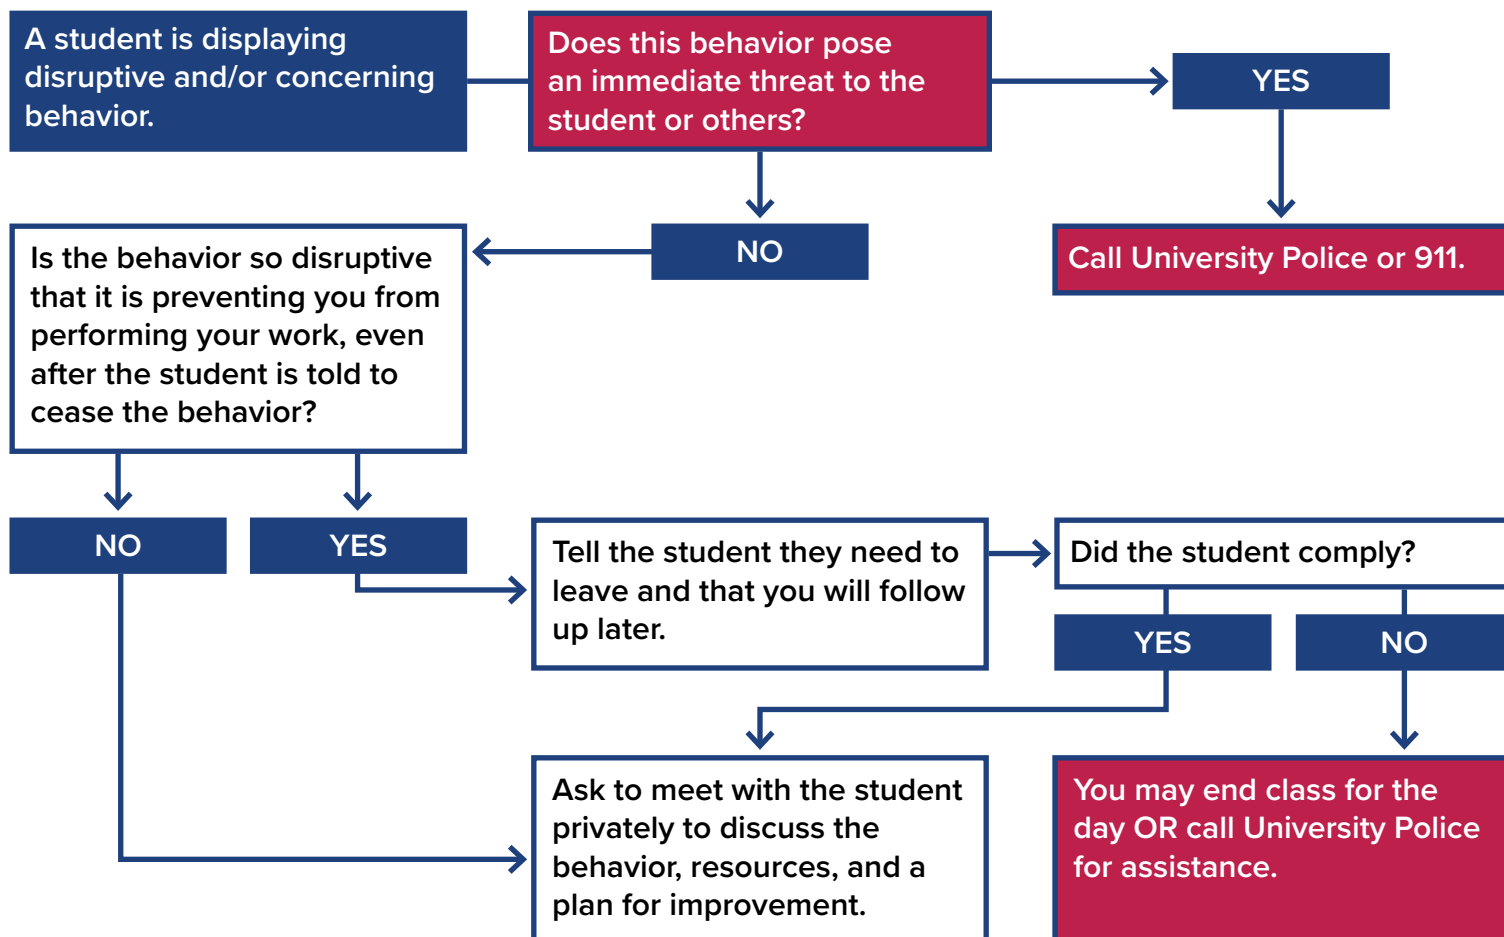 A student is displaying
disruptive and/or concerning
behavior.
Does this behavior pose
an immediate threat to the
student or others?
YES
NO
Call University Police or 911.
Is the behavior so disruptive
that it is preventing you from
performing your work, even
after the student is told to
cease the behavior?
NO
YES
Tell the student they need to
leave and that you will follow
up later.
Did the student comply?
YES
NO
Ask to meet with the student
privately to discuss the
behavior, resources, and a
plan for improvement.
You may end class for the
day OR call University Police
for assistance.